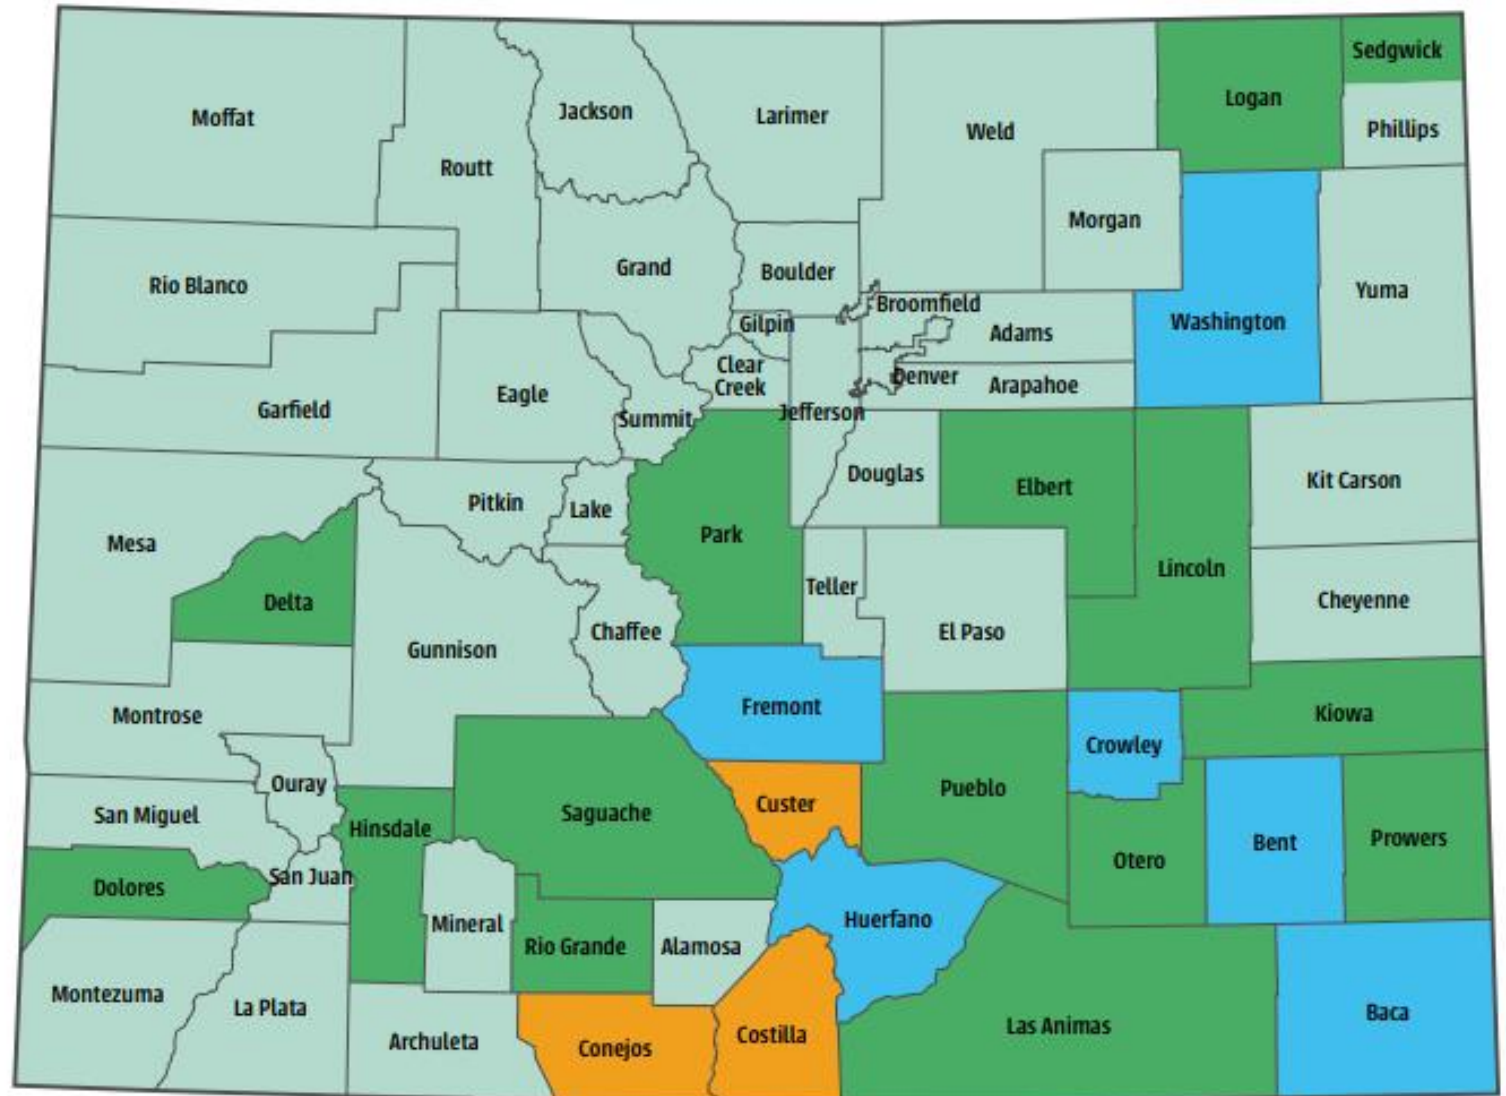 Sedgwick
Logan
Moffat
Jackson
Larimer
Weld
Phillips
Routt
Morgan
Grand
Boulder
Rio Blanco
Yuma
Broomfield
Gilpin
Adams
Washington
Clear
Creek
Denver
Arapahoe
Eagle
Garfield
Summit
Jefferson
Douglas
Elbert
Kit Carson
Pitkin
Lake
Park
Mesa
Lincoln
Teller
Delta
Cheyenne
Chaffee
El Paso
Gunnison
Fremont
Montrose
Kiowa
Crowley
Ouray
Pueblo
San Miguel
Saguache
Custer
Hinsdale
Bent
Prowers
Otero
San Juan
Dolores
Mineral
Huerfano
Rio Grande
Alamosa
Montezuma
La Plata
Baca
Las Animas
Costilla
Archuleta
Conejos